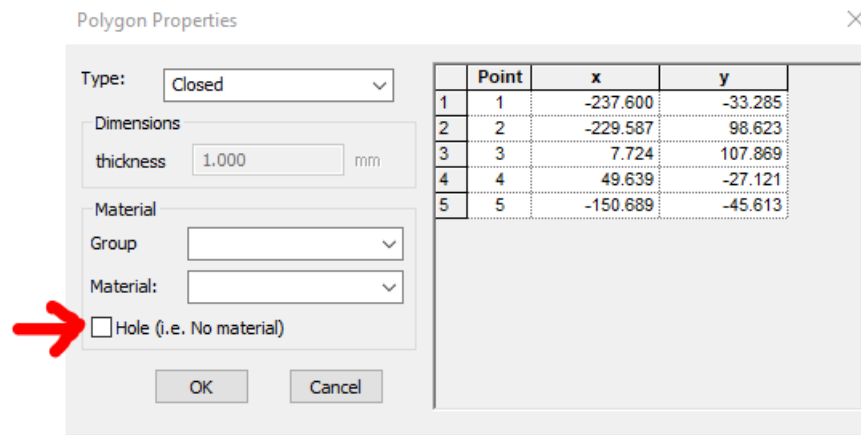 Polygon Properties
Type: Closed
Dimensions
thickness 1.000 mm
Material
Group
Material:
Hole (i.e. No material)
OK Cancel
Point x y
1 1 -237.600 -33.285
2 2 -229.587 98.623
3 3 7.724 107.869
4 4 49.639 -27.121
5 5 -150.689 -45.613